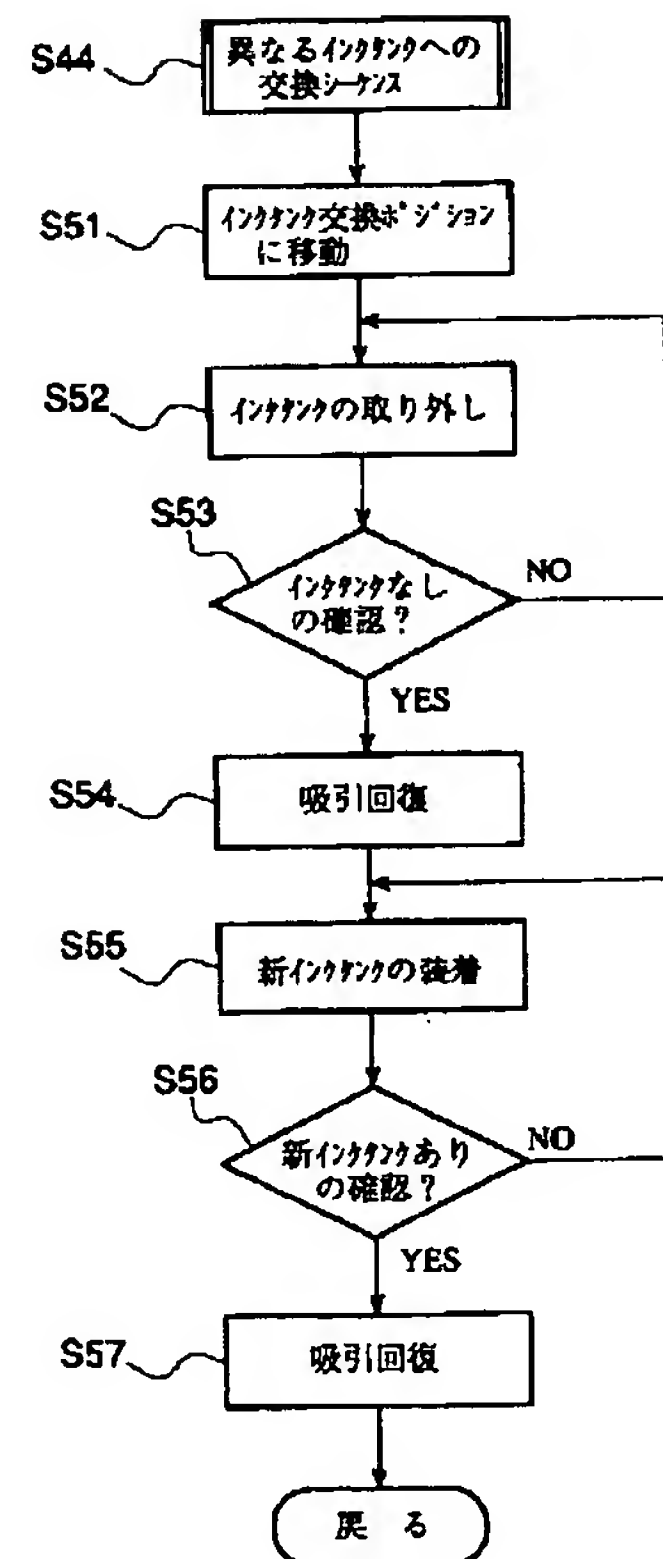 S44
異なるｲﾝｸﾀﾝｸへの
交換ｼｰｹﾝｽ
S51
ｲﾝｸﾀﾝｸ交換ﾎﾟｼﾞｼｮﾝ
に移動
S52
ｲﾝｸﾀﾝｸの取り外し
S53
ｲﾝｸﾀﾝｸなし
の確認？
NO
YES
S54
吸引回復
S55
新ｲﾝｸﾀﾝｸの装着
S56
新ｲﾝｸﾀﾝｸあり
の確認？
NO
YES
S57
吸引回復
戻る